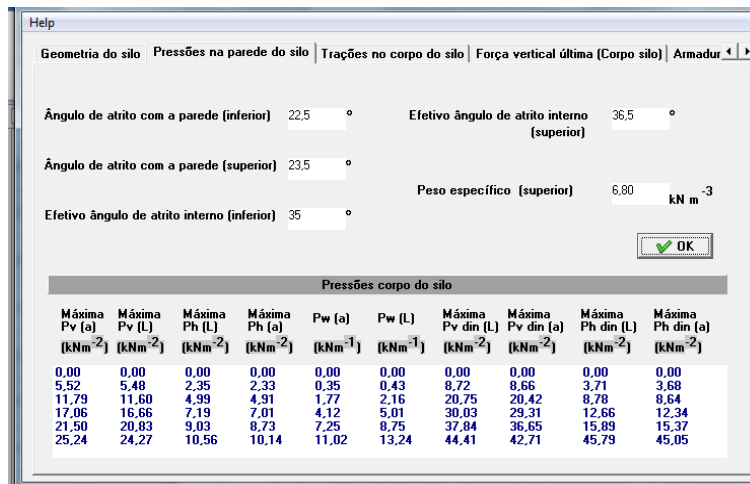 Help
Geometria do silo Pressões na parede do silo Trações no corpo do silo Força vertical última (Corpo silo) Armadur
Ângulo de atrito com a parede (inferior) 22,5 º
Efetivo ângulo de atrito interno (superior) 36,5 º
Ângulo de atrito com a parede (superior) 23,5 º
Peso específico (superior) 6,80 kN m -3
Efetivo ângulo de atrito interno (inferior) 35 º
OK
Pressões corpo do silo
Máxima Pv (a) Máxima Pv (L) Máxima Ph (L) Máxima Ph (a) Pw (a) Pw (L) Máxima Pv din (L) Máxima Pv din (a) Máxima Ph din (L) Máxima Ph din (a)
(kNm-2) (kNm-2) (kNm-2) (kNm-2) (kNm-1) (kNm-1) (kNm-2) (kNm-2) (kNm-2) (kNm-2)
0,00 0,00 0,00 0,00 0,00 0,00 0,00 0,00 0,00 0,00
5,52 5,48 2,35 2,33 0,35 0,43 8,72 8,66 3,71 3,68
11,79 11,60 4,99 4,91 1,77 2,16 20,75 20,42 8,78 8,64
17,06 16,66 7,19 7,01 4,12 5,01 30,03 29,31 12,66 12,34
21,50 20,83 9,03 8,73 7,25 8,75 37,84 36,65 15,89 15,37
25,24 24,27 10,56 10,14 11,02 13,24 44,41 42,71 45,79 45,05